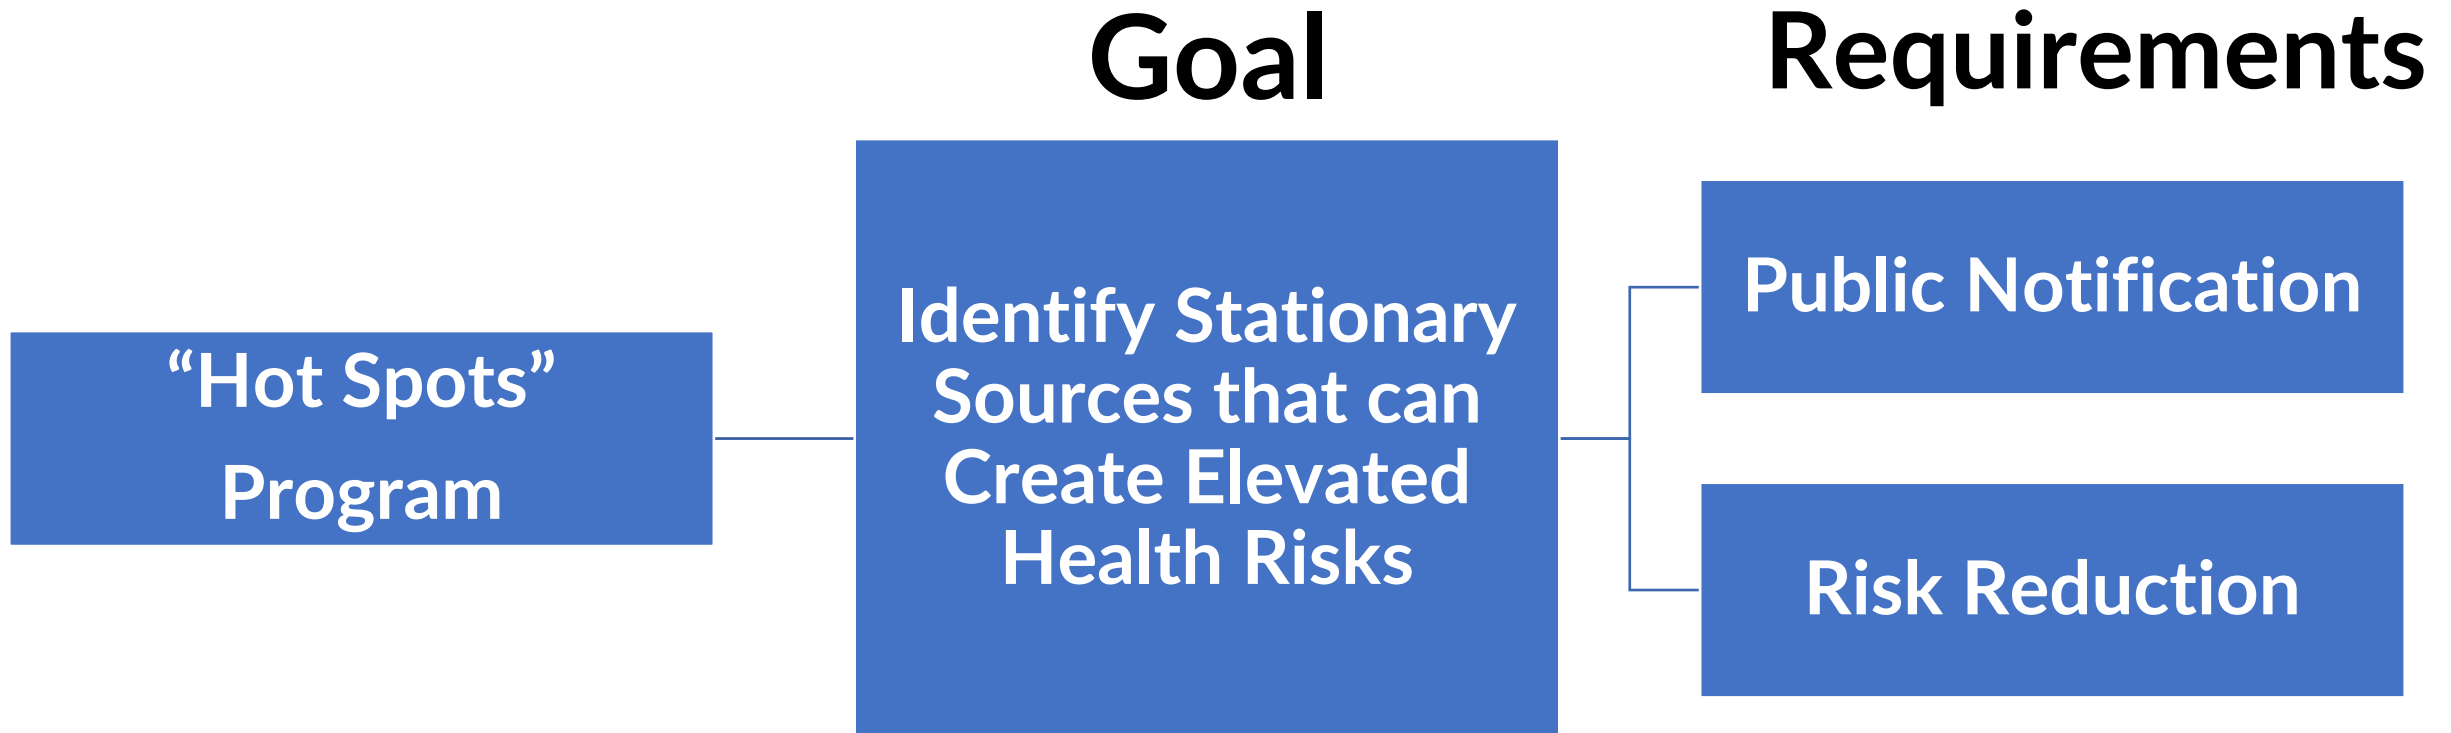 Goal
Requirements
“Hot Spots”
Program
Identify Stationary
Sources that can
Create Elevated
Health Risks
Public Notification
Risk Reduction